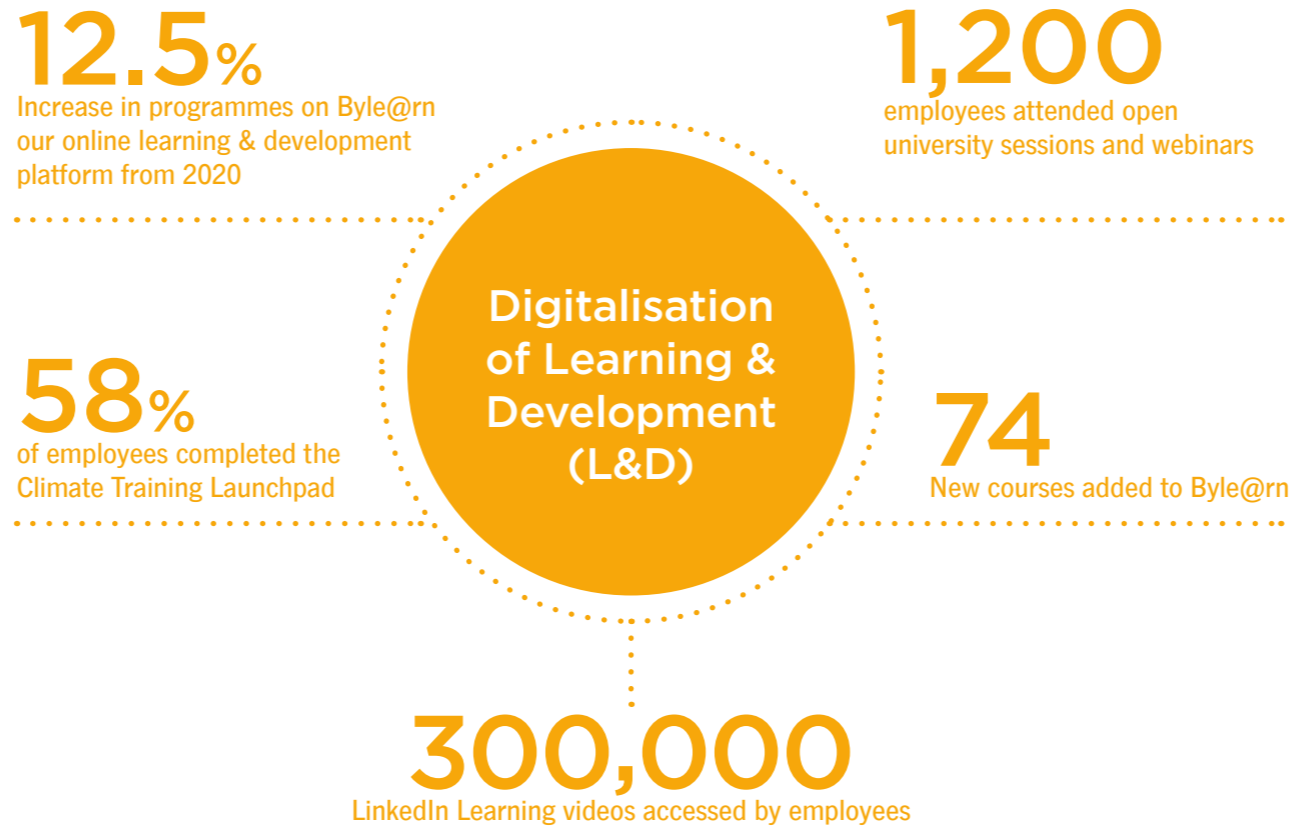 12.5%
Increase in programmes on Byle@rn
our online learning & development
platform from 2020
1,200
employees attended open
university sessions and webinars
Digitalisation
of Learning &
Development
(L&D)
58%
of employees completed the
Climate Training Launchpad
74
New courses added to Byle@rn
300,000
LinkedIn Learning videos accessed by employees